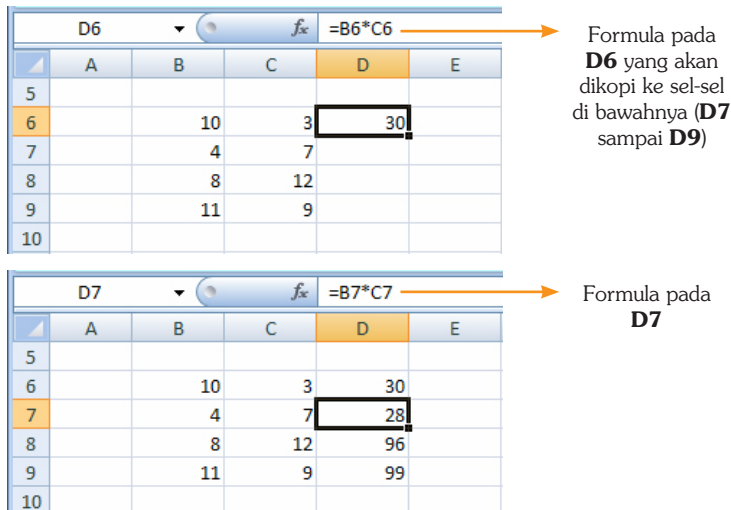 D6 fx =B6*C6
A B C D E
5
6 10 3 30
7 4 7
8 8 12
9 11 9
10
Formula pada
D6 yang akan
dikopi ke sel-sel
di bawahnya (D7
sampai D9)
D7 fx =B7*C7
A B C D E
5
6 10 3 30
7 4 7 28
8 8 12 96
9 11 9 99
10
Formula pada
D7